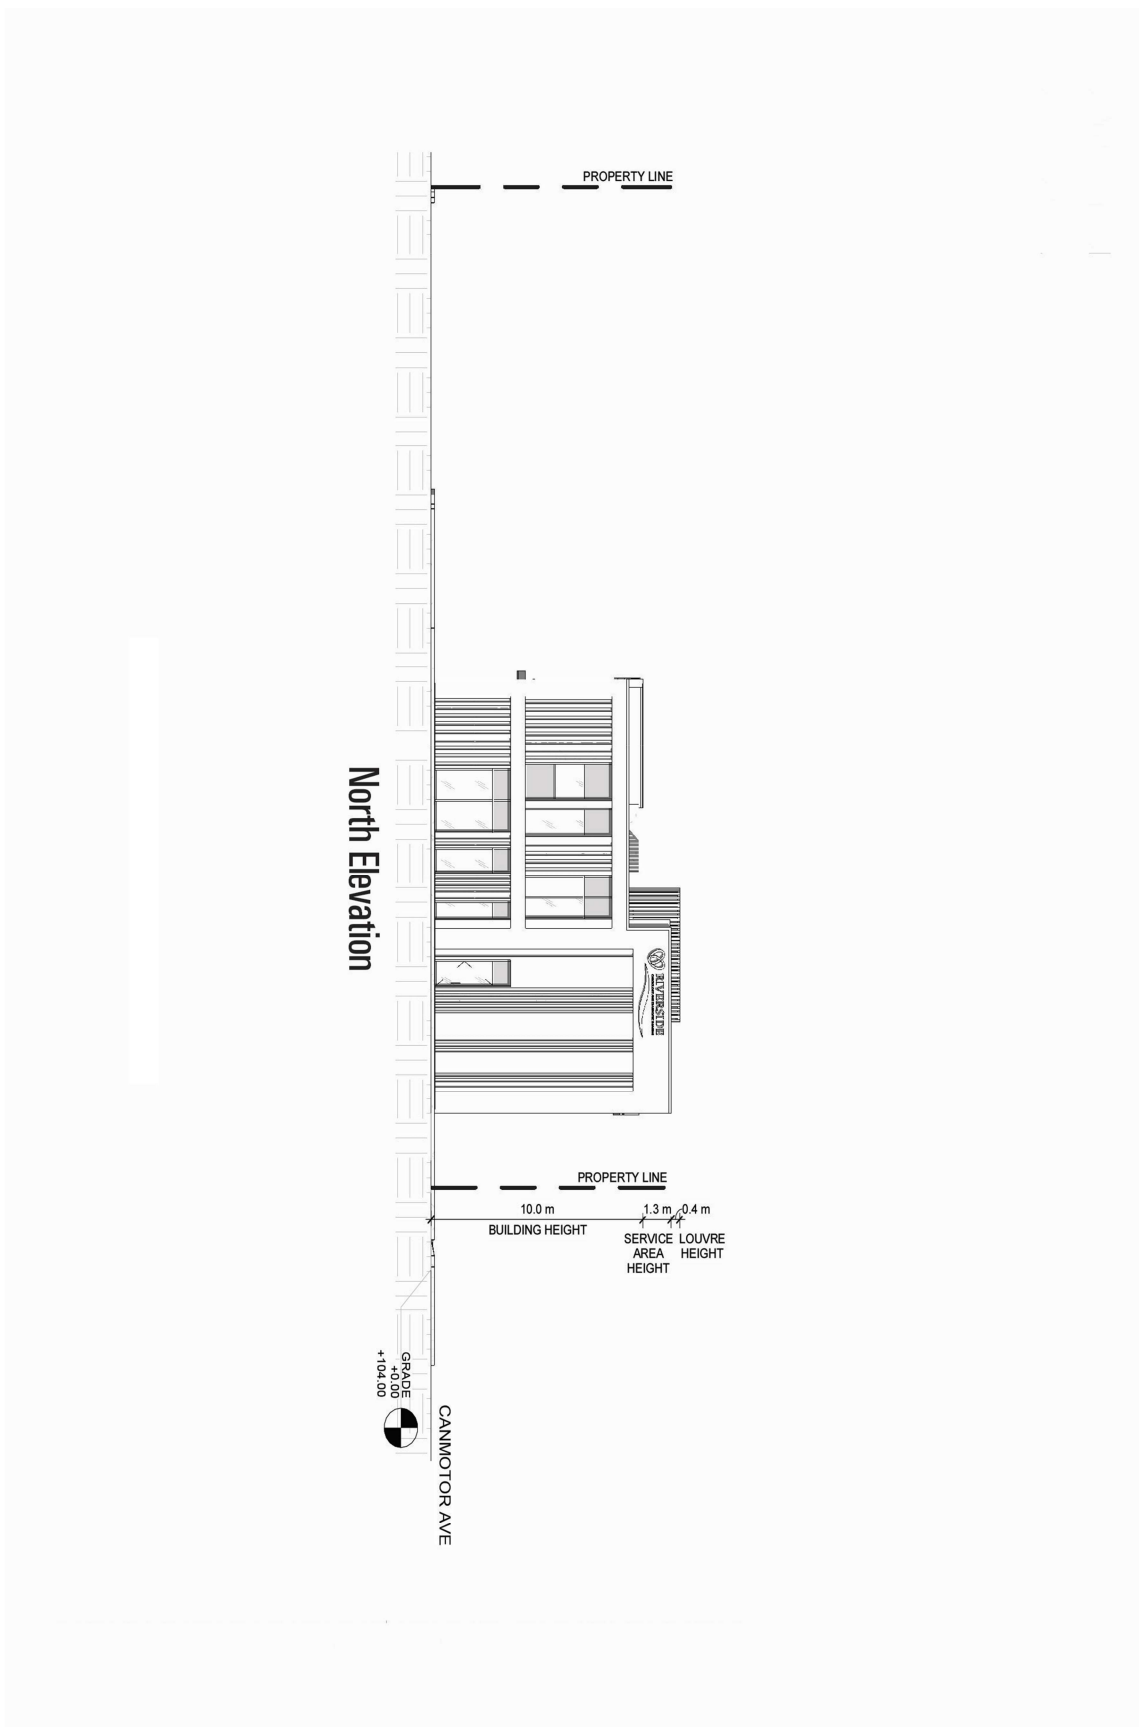 PROPERTY LINE
North Elevation
RIVERSIDE
PROPERTY LINE
10.0 m
1.3 m
0.4 m
BUILDING HEIGHT
SERVICE
AREA
HEIGHT
LOUVRE
HEIGHT
GRADE
+0.00
+104.00
CANMOTOR AVE